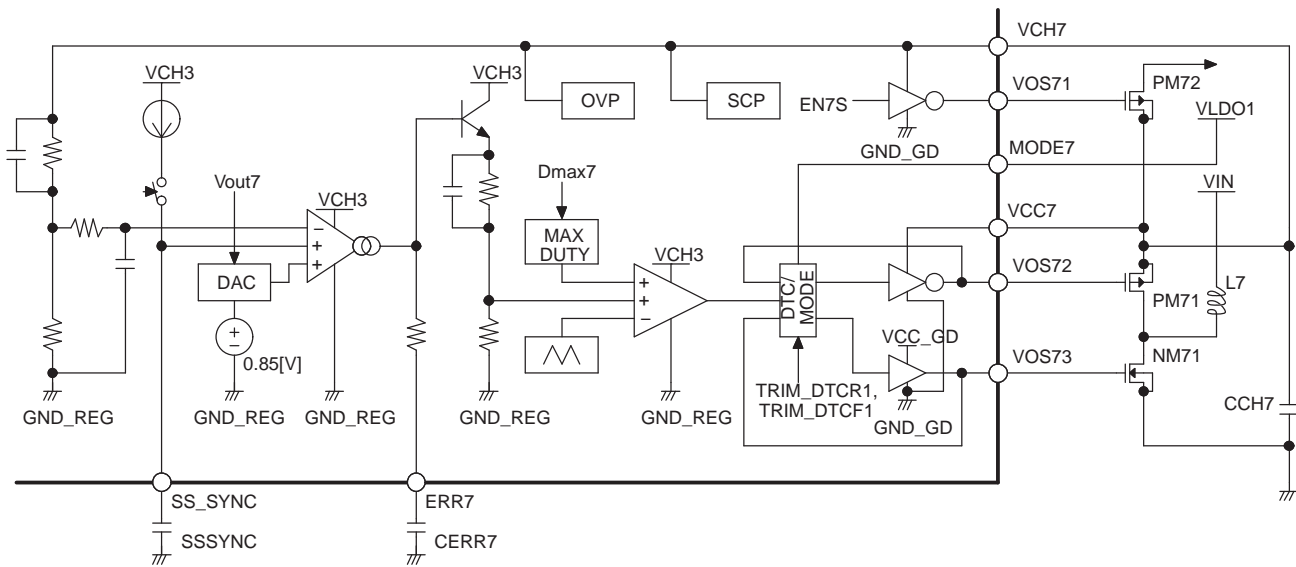 VCH7
VCH3
VCH3
PM72
OVP
SCP
EN7S
VOS71
VLDO1
GND_GD
MODE7
Vout7
Dmax7
VIN
VCH3
VCC7
MAX
DUTY
VCH3
DAC
DTC/
MODE
VOS72
L7
PM71
0.85[V]
VCC_GD
VOS73
NM71
TRIM_DTCR1,
TRIM_DTCF1
GND_REG
GND_REG
GND_REG
GND_REG
GND_REG
GND_GD
CCH7
SS_SYNC
ERR7
SSSYNC
CERR7